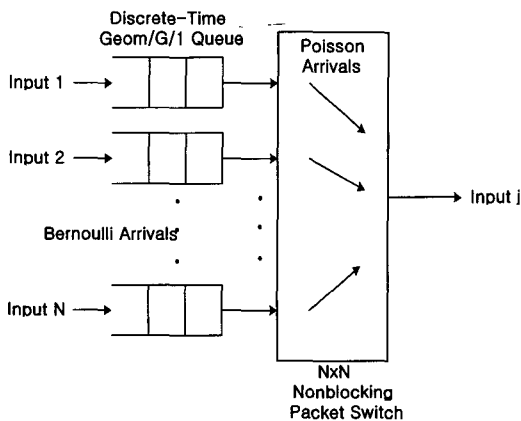 Discrete-Time
Geom/G/1 Queue
Poisson
Arrivals
Input 1
Input 2
Input j
Bernoulli Arrivals
Input N
NxN
Nonblocking
Packet Switch